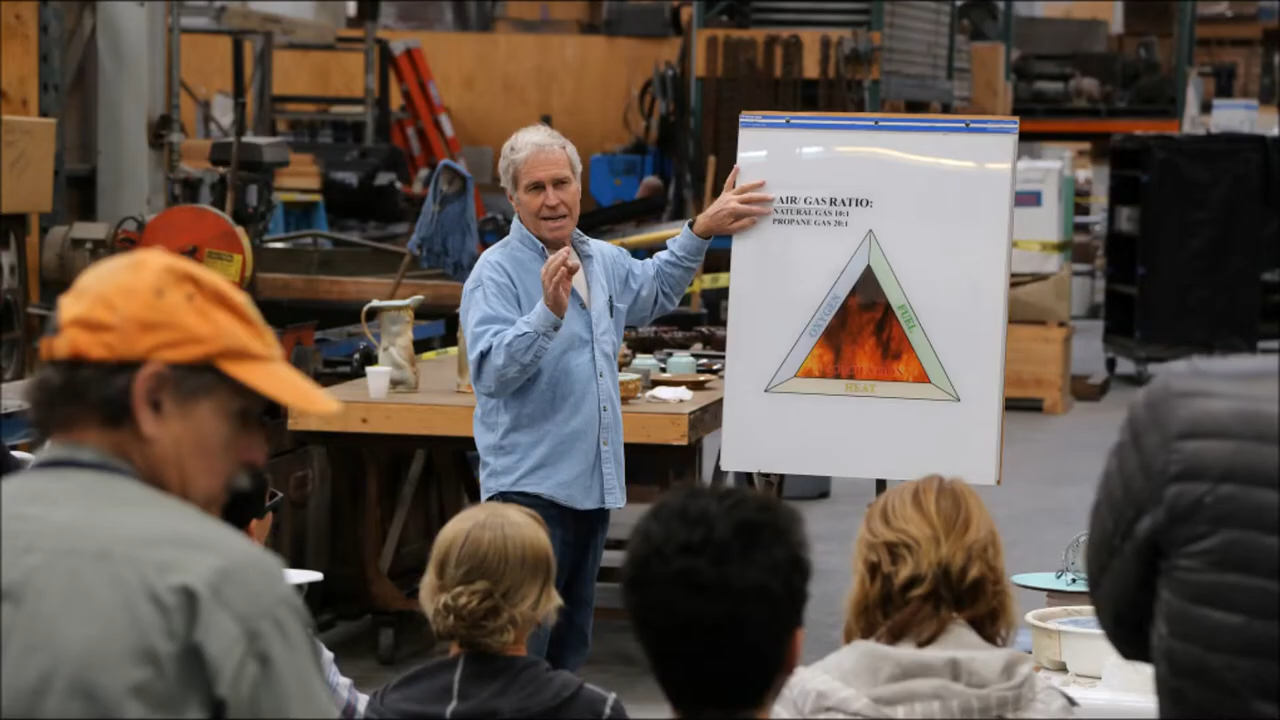 AIR/ GAS RATIO:
NATURAL GAS 10:1
PROPANE GAS 20:1
OXYGEN
FUEL
HEAT